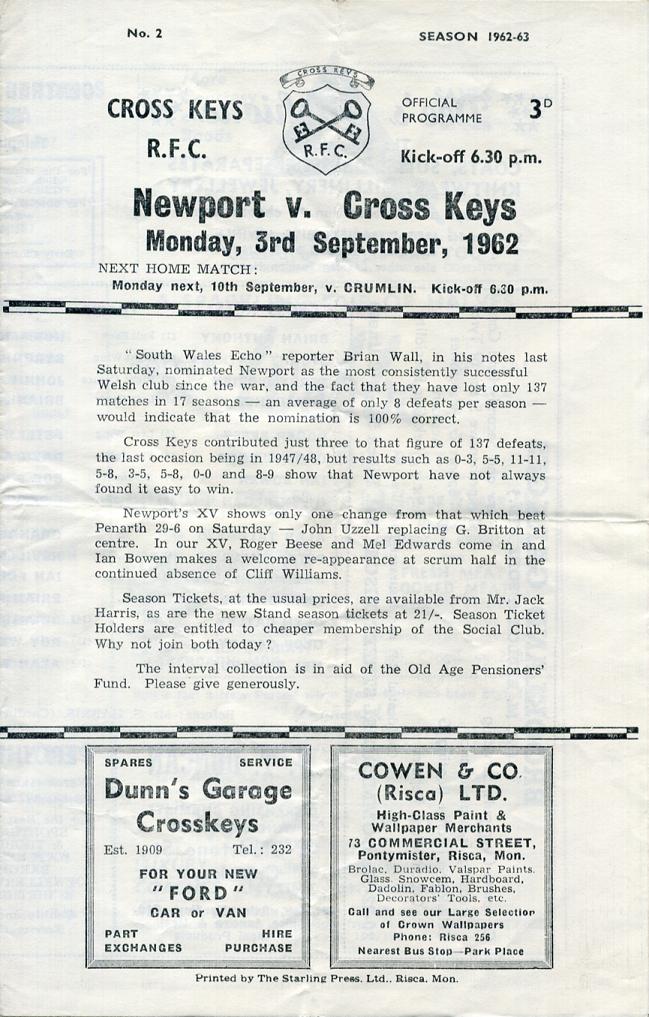 No. 2
SEASON 1962-63
CROSS KEYS
R.F.C.
CROSS KEYS
R.F.C.
OFFICIAL
PROGRAMME
3D
Kick-off 6.30 p.m.
Newport v. Cross Keys
Monday, 3rd September, 1962
NEXT HOME MATCH:
Monday next, 10th September, v. CRUMLIN. Kick-off 6.30 p.m.
"South Wales Echo" reporter Brian Wall, in his notes last
Saturday, nominated Newport as the most consistently successful
Welsh club since the war, and the fact that they have lost only 137
matches in 17 seasons — an average of only 8 defeats per season —
would indicate that the nomination is 100% correct.
Cross Keys contributed just three to that figure of 137 defeats,
the last occasion being in 1947/48, but results such as 0-3, 5-5, 11-11,
5-8, 3-5, 5-8, 0-0 and 8-9 show that Newport have not always
found it easy to win.
Newport's XV shows only one change from that which beat
Penarth 29-6 on Saturday — John Uzzell replacing G. Britton at
centre. In our XV, Roger Beese and Mel Edwards come in and
Ian Bowen makes a welcome re-appearance at scrum half in the
continued absence of Cliff Williams.
Season Tickets, at the usual prices, are available from Mr. Jack
Harris, as are the new Stand season tickets at 21/-. Season Ticket
Holders are entitled to cheaper membership of the Social Club.
Why not join both today?
The interval collection is in aid of the Old Age Pensioners'
Fund. Please give generously.
SPARES SERVICE
Dunn's Garage
Crosskeys
Est. 1909 Tel.: 232
FOR YOUR NEW
"FORD"
CAR or VAN
PART HIRE
EXCHANGES PURCHASE
COWEN & CO.
(Risca) LTD.
High-Class Paint &
Wallpaper Merchants
73 COMMERCIAL STREET,
Pontymister, Risca, Mon.
Brolac, Duradio, Valspar Paints.
Glass, Snowcem, Hardboard,
Dadolin, Fablon, Brushes,
Decorators' Tools, etc.
Call and see our Large Selection
of Crown Wallpapers
Phone: Risca 256
Nearest Bus Stop—Park Place
Printed by The Starling Press, Ltd., Risca, Mon.